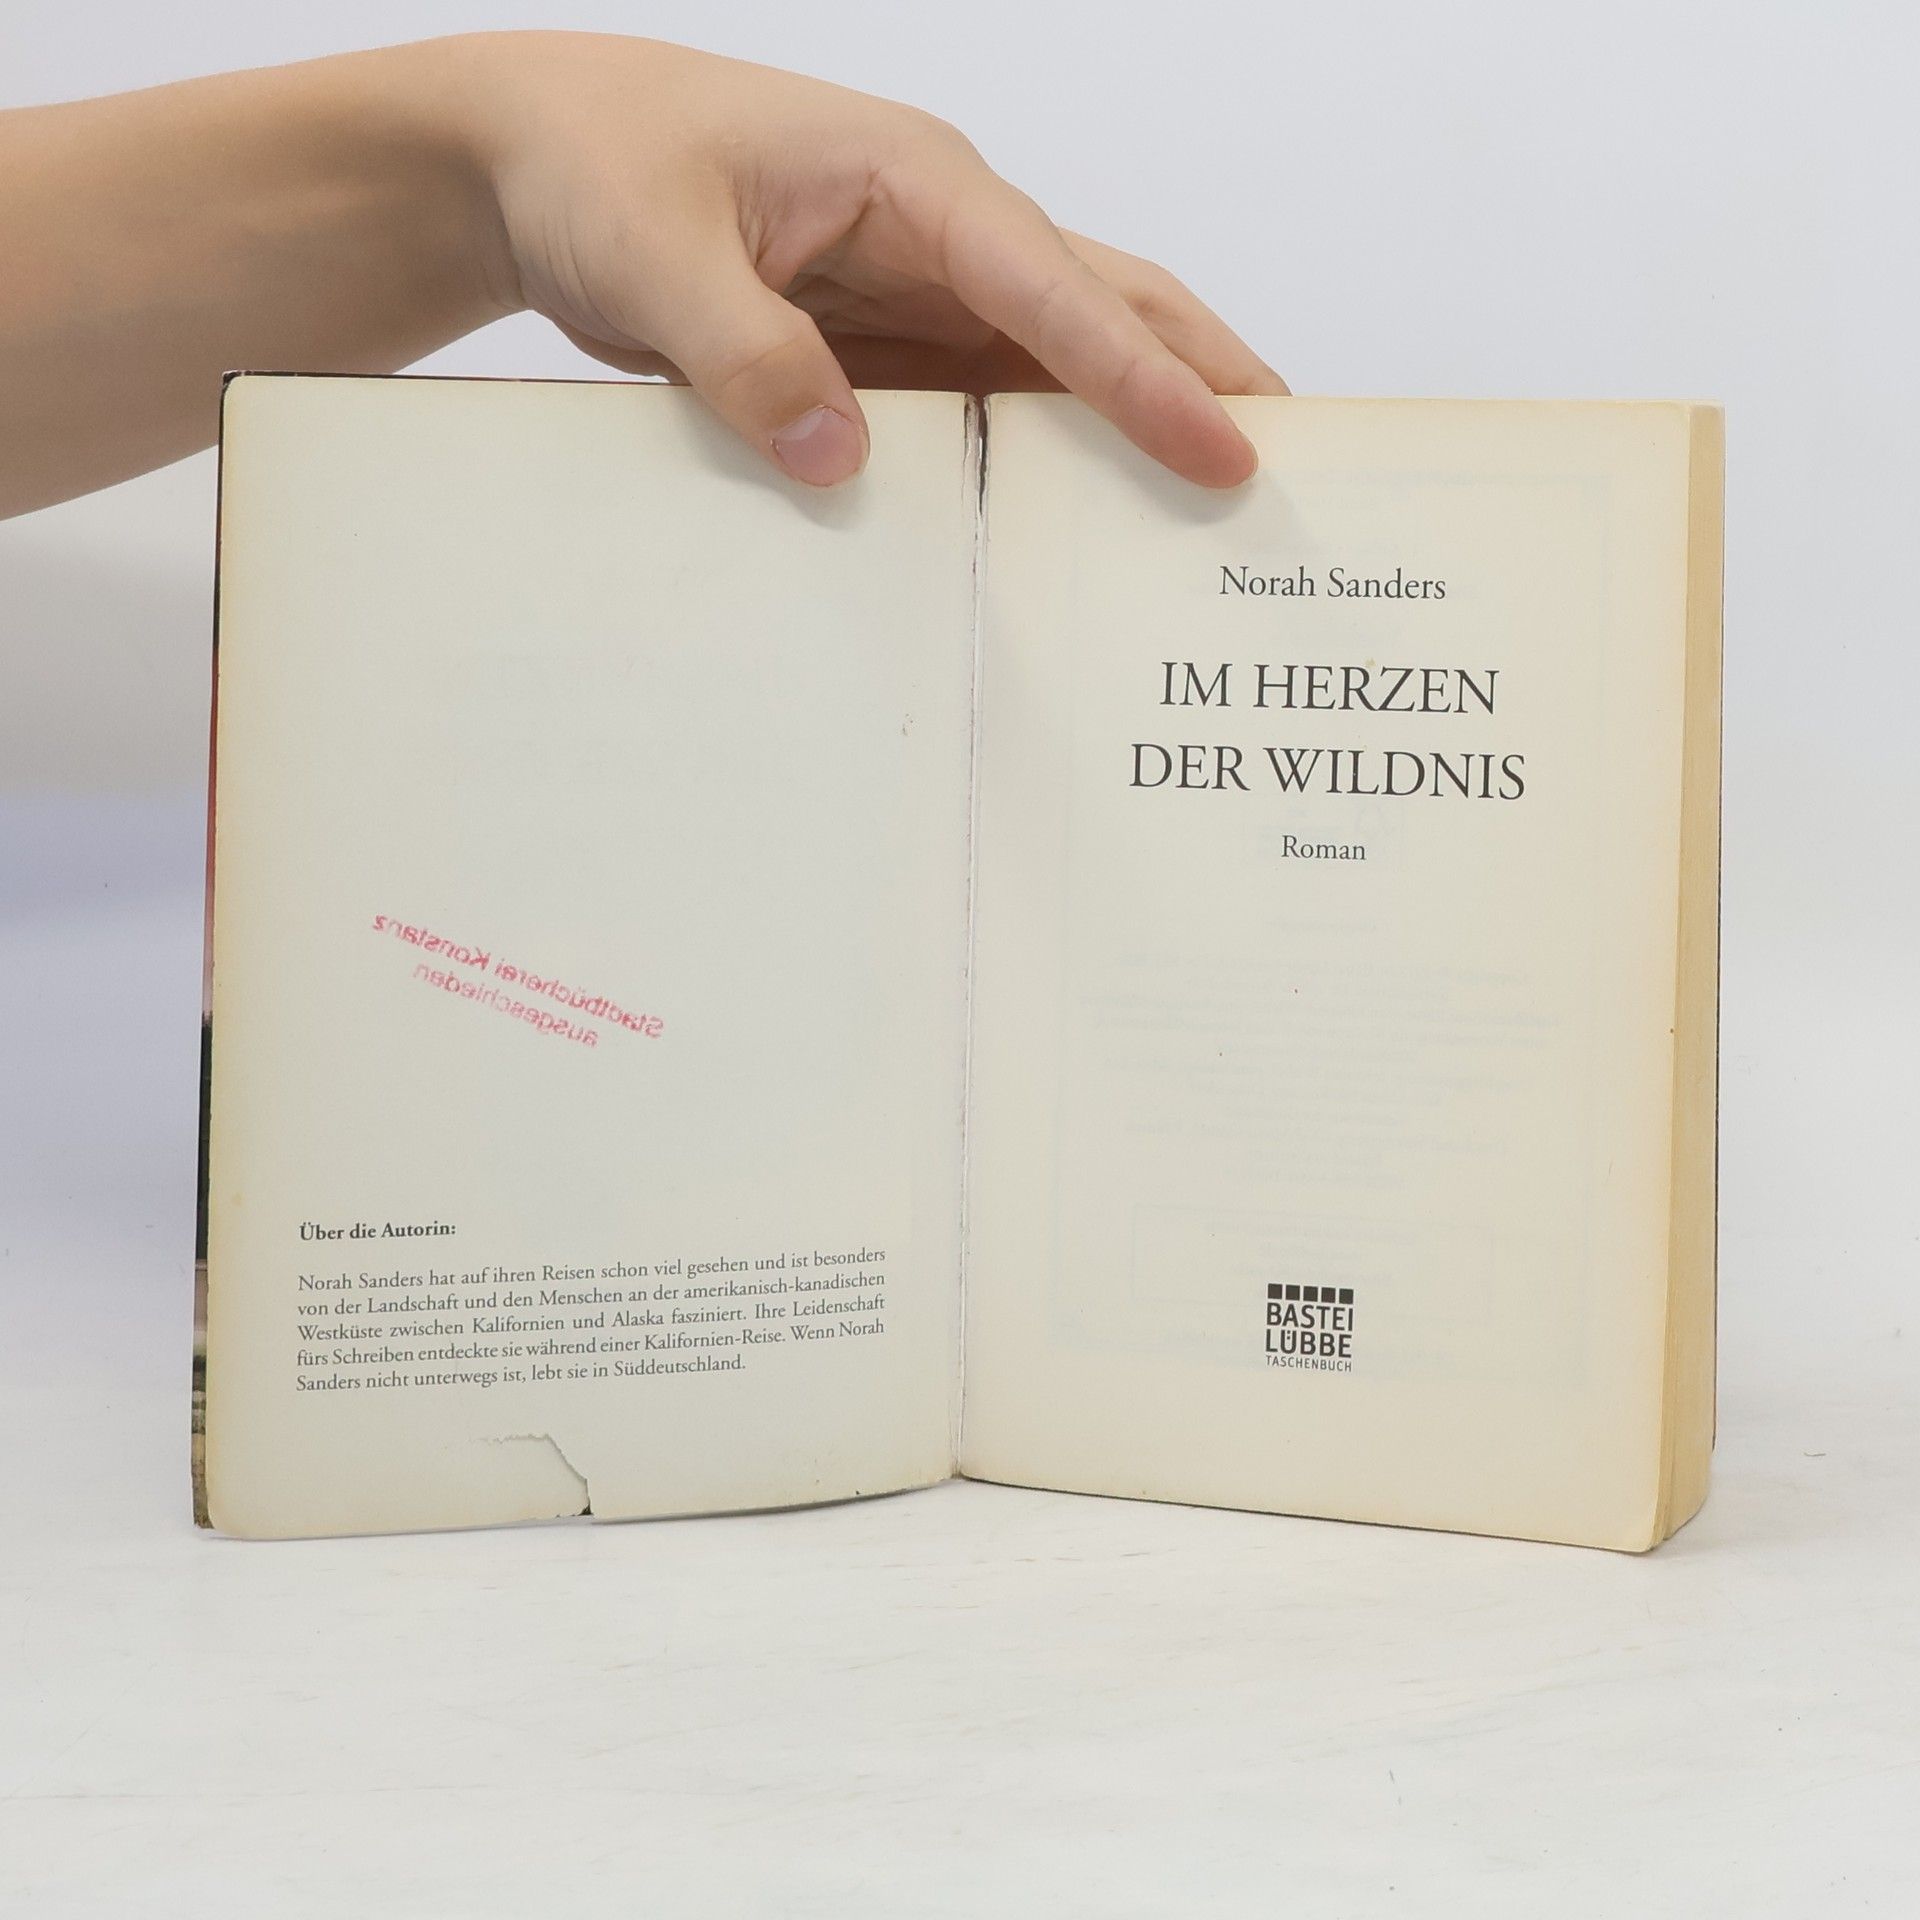 Stadtbücherei Konstanz
ausgeschieden
Über die Autorin:
Norah Sanders hat auf ihren Reisen schon viel gesehen und ist besonders
von der Landschaft und den Menschen an der amerikanisch-kanadischen
Westküste zwischen Kalifornien und Alaska fasziniert. Ihre Leidenschaft
fürs Schreiben entdeckte sie während einer Kalifornien-Reise. Wenn Norah
Sanders nicht unterwegs ist, lebt sie in Süddeutschland.
Norah Sanders
IM HERZEN
DER WILDNIS
Roman
BASTEI
LÜBBE
TASCHENBUCH